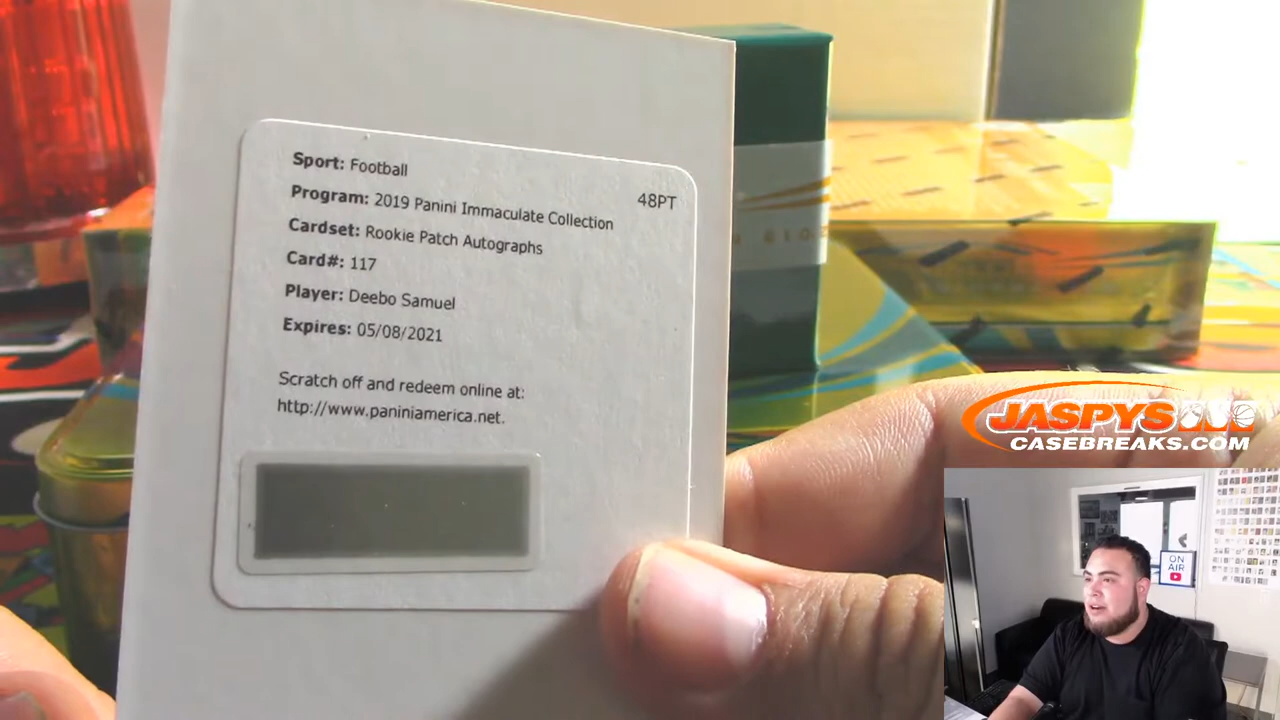 Sport: Football
48PT
Program: 2019 Panini Immaculate Collection
Cardset: Rookie Patch Autographs
Card#: 117
Player: Deebo Samuel
Expires: 05/08/2021
Scratch off and redeem online at:
http://www.paniniamerica.net.
JASPYS
CASEBREAKS.COM
ON
AIR